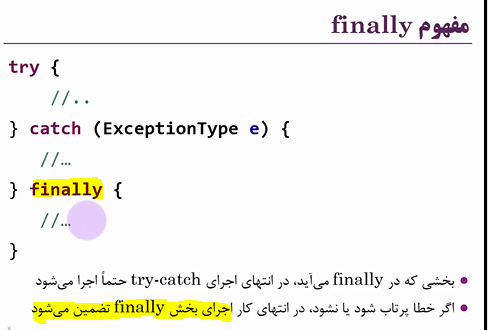 مفهوم finally
try {
//..
} catch (ExceptionType e) {
//…
} finally {
//…
}
● بخشی که در finally می‌آید، در انتهای اجرای try-catch حتماً اجرا می‌شود
● اگر خطا پرتاب شود یا نشود، در انتهای کار اجرای بخش finally تضمین می‌شود